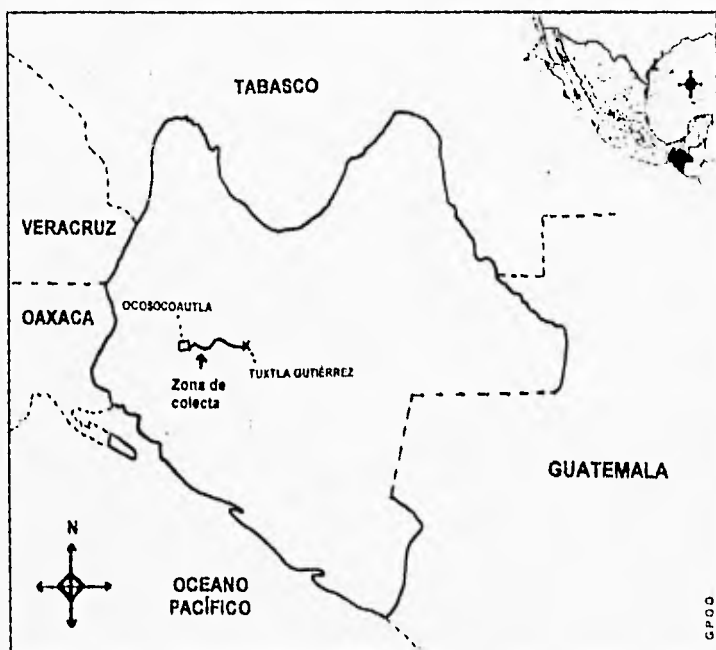 TABASCO
VERACRUZ
OAXACA
OCOSOCOAUTLA
TUXTLA GUTIÉRREZ
Zona de
colecta
GUATEMALA
N
OCEANO
PACÍFICO
GPOO